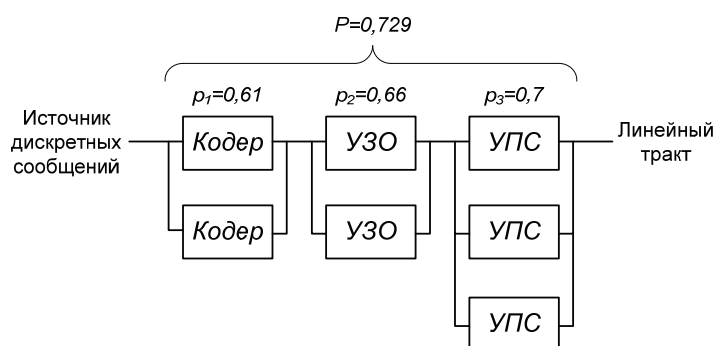 P=0,729
p1=0,61
p2=0,66
p3=0,7
Источник
дискретных
сообщений
Кодер
УЗО
УПС
Линейный
тракт
Кодер
УЗО
УПС
УПС